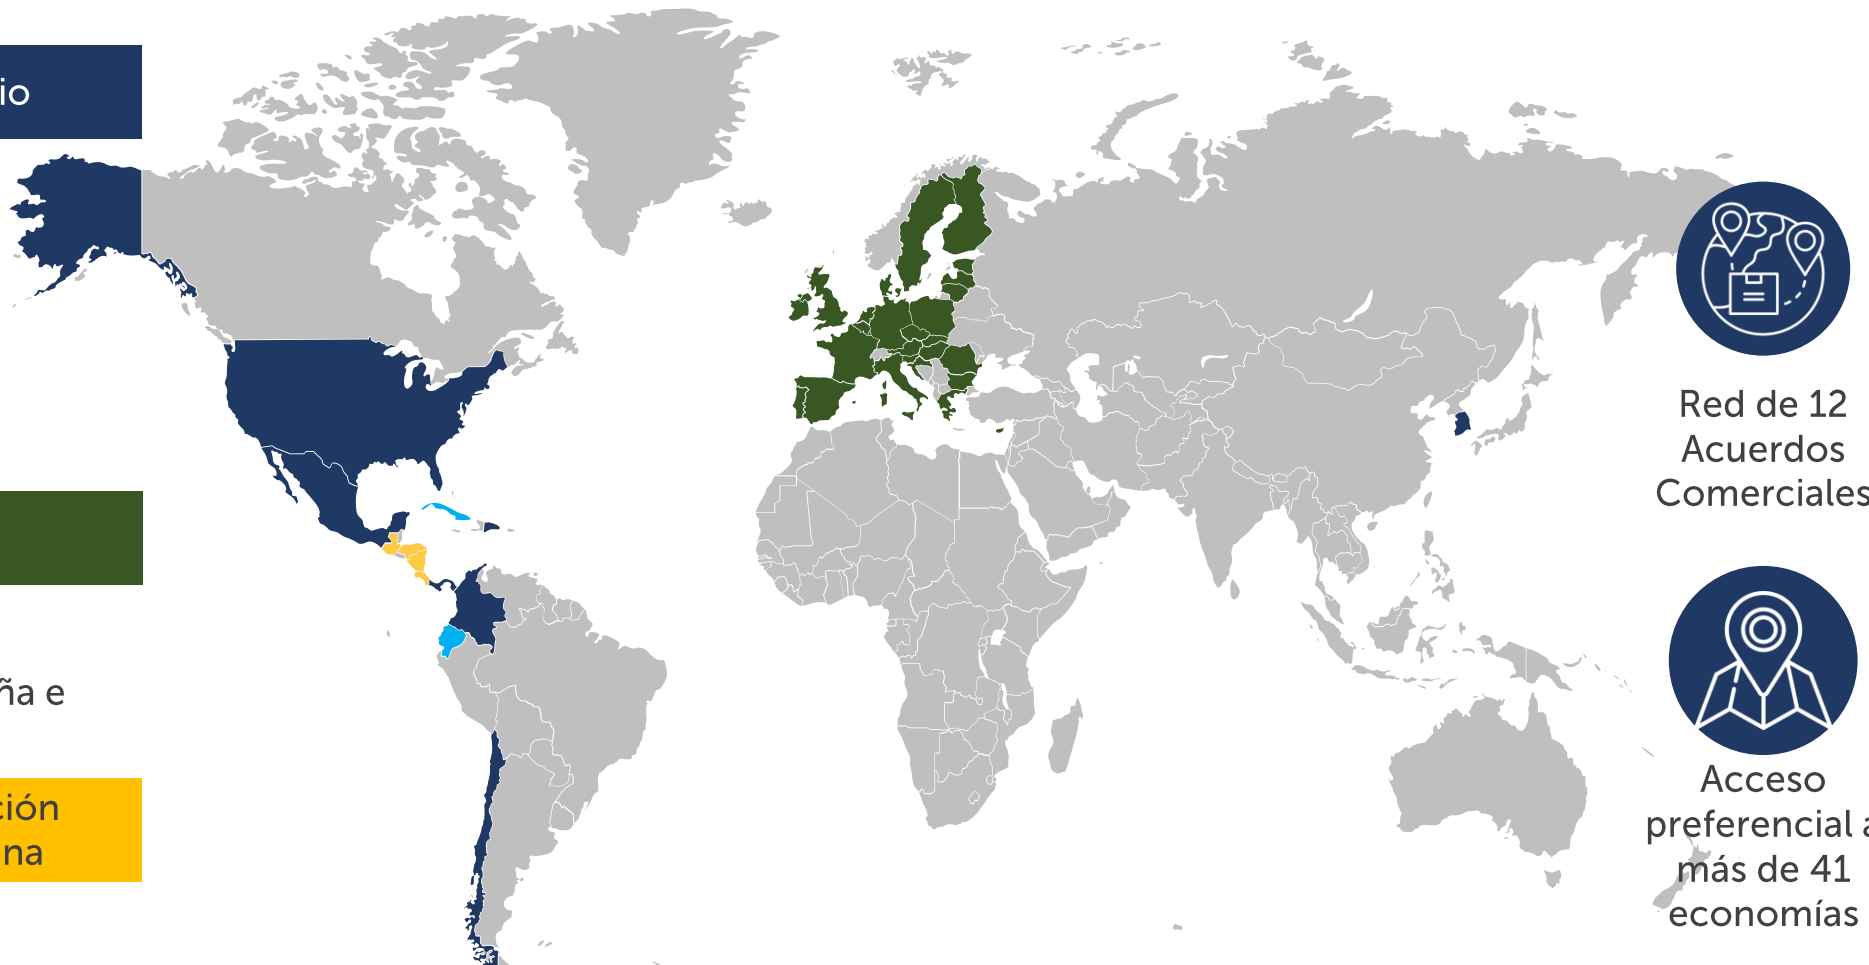 io
ña e
ción
na
Red de 12
Acuerdos
Comerciales
Acceso
preferencial a
más de 41
economías